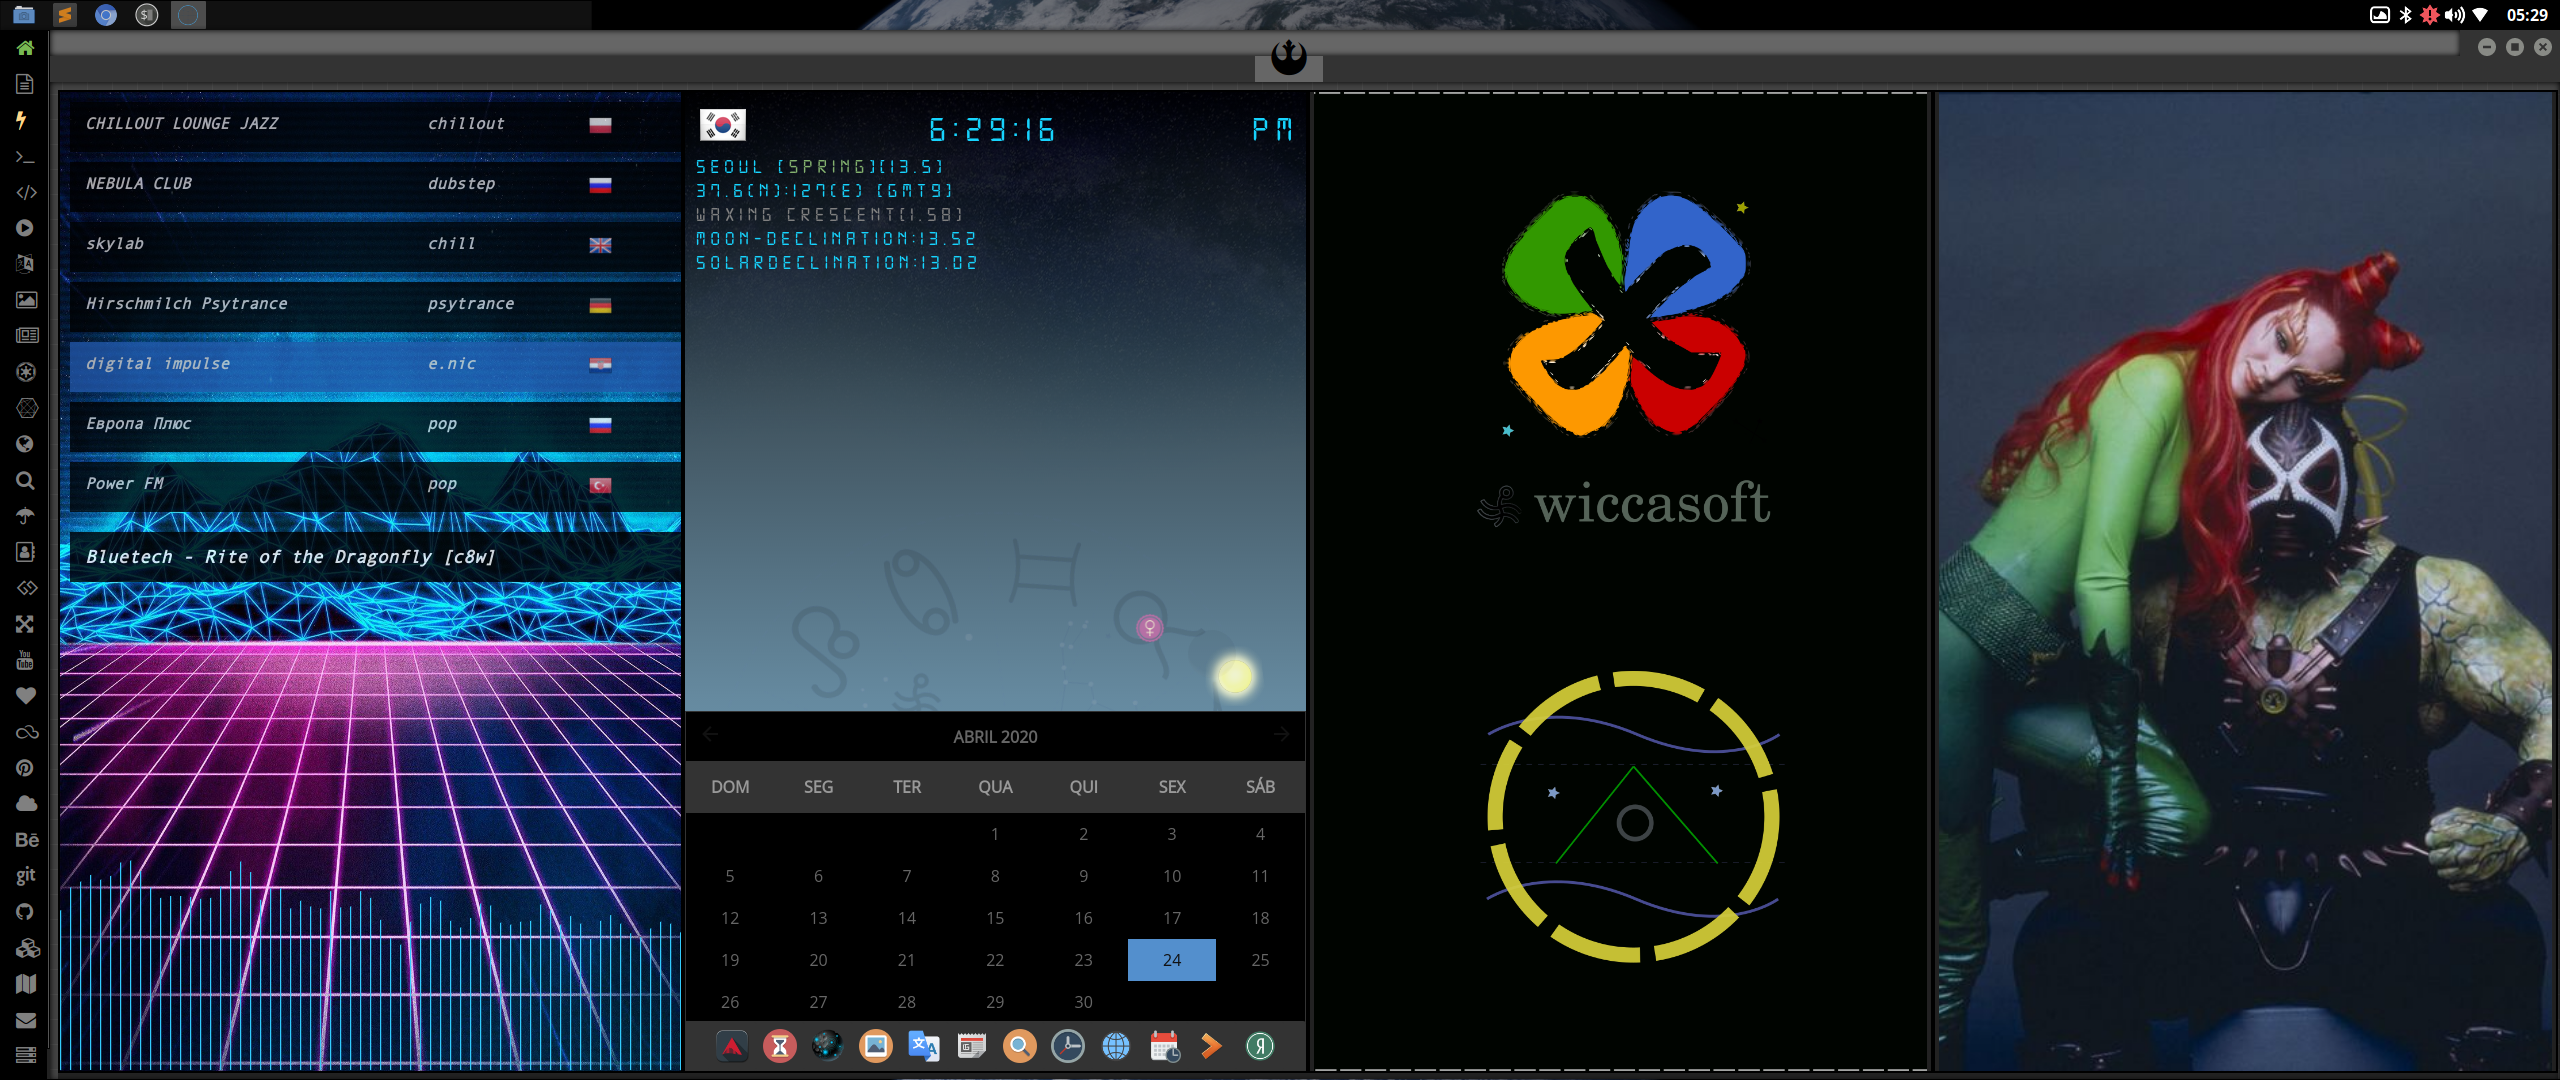 05:29
CHILLOUT LOUNGE JAZZ chillout
NEBULA CLUB dubstep
skylab chill
Hirschmilch Psytrance psytrance
digital impulse e.nic
Европа Плюс pop
Power FM pop
Bluetech - Rite of the Dragonfly [c8w]
You
Tube
Bē
git
6:29:16 PM
SEOUL [SPRING][13.5]
37.6(N):127(E) [GMT9]
WAXING CRESCENT[1.58]
MOON-DECLINATION:13.52
SOLARDECLINATION:13.02
ABRIL 2020
DOM SEG TER QUA QUI SEX SÁB
1 2 3 4
5 6 7 8 9 10 11
12 13 14 15 16 17 18
19 20 21 22 23 24 25
26 27 28 29 30
文 A
Я
wiccasoft